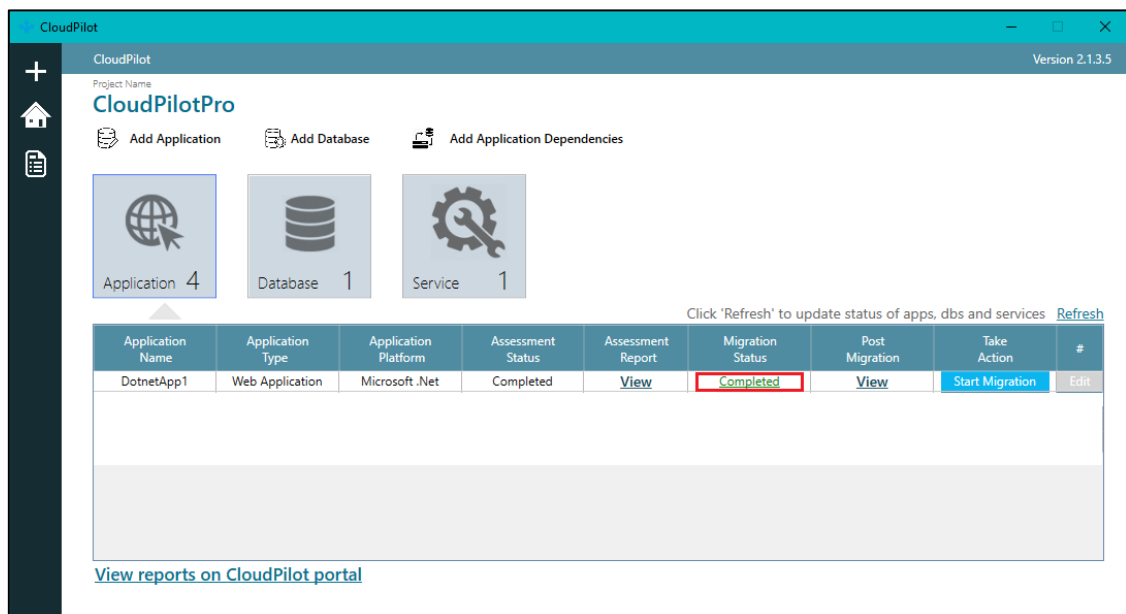 CloudPilot
CloudPilot Version 2.1.3.5
Project Name
CloudPilotPro
Add Application Add Database Add Application Dependencies
Application 4 Database 1 Service 1
Click 'Refresh' to update status of apps, dbs and services Refresh
Application Name Application Type Application Platform Assessment Status Assessment Report Migration Status Post Migration Take Action #
DotnetApp1 Web Application Microsoft .Net Completed View Completed View Start Migration Edit
View reports on CloudPilot portal